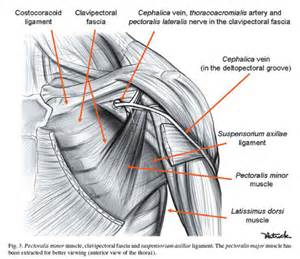 Costocoracoid
ligament
Clavipectoral
fascia
Cephalica vein, thoracoacromialis artery and
pectoralis lateralis nerve in the clavipectoral fascia
Cephalica vein
(in the deltopectoral groove)
Suspensorium axillae
ligament
Pectoralis minor
muscle
Latissimus dorsi
muscle
Fig. 3. Pectoralis minor muscle, clavipectoral fascia and suspensorium axillae ligament. The pectoralis major muscle has
been extracted for better viewing (anterior view of the thorax).